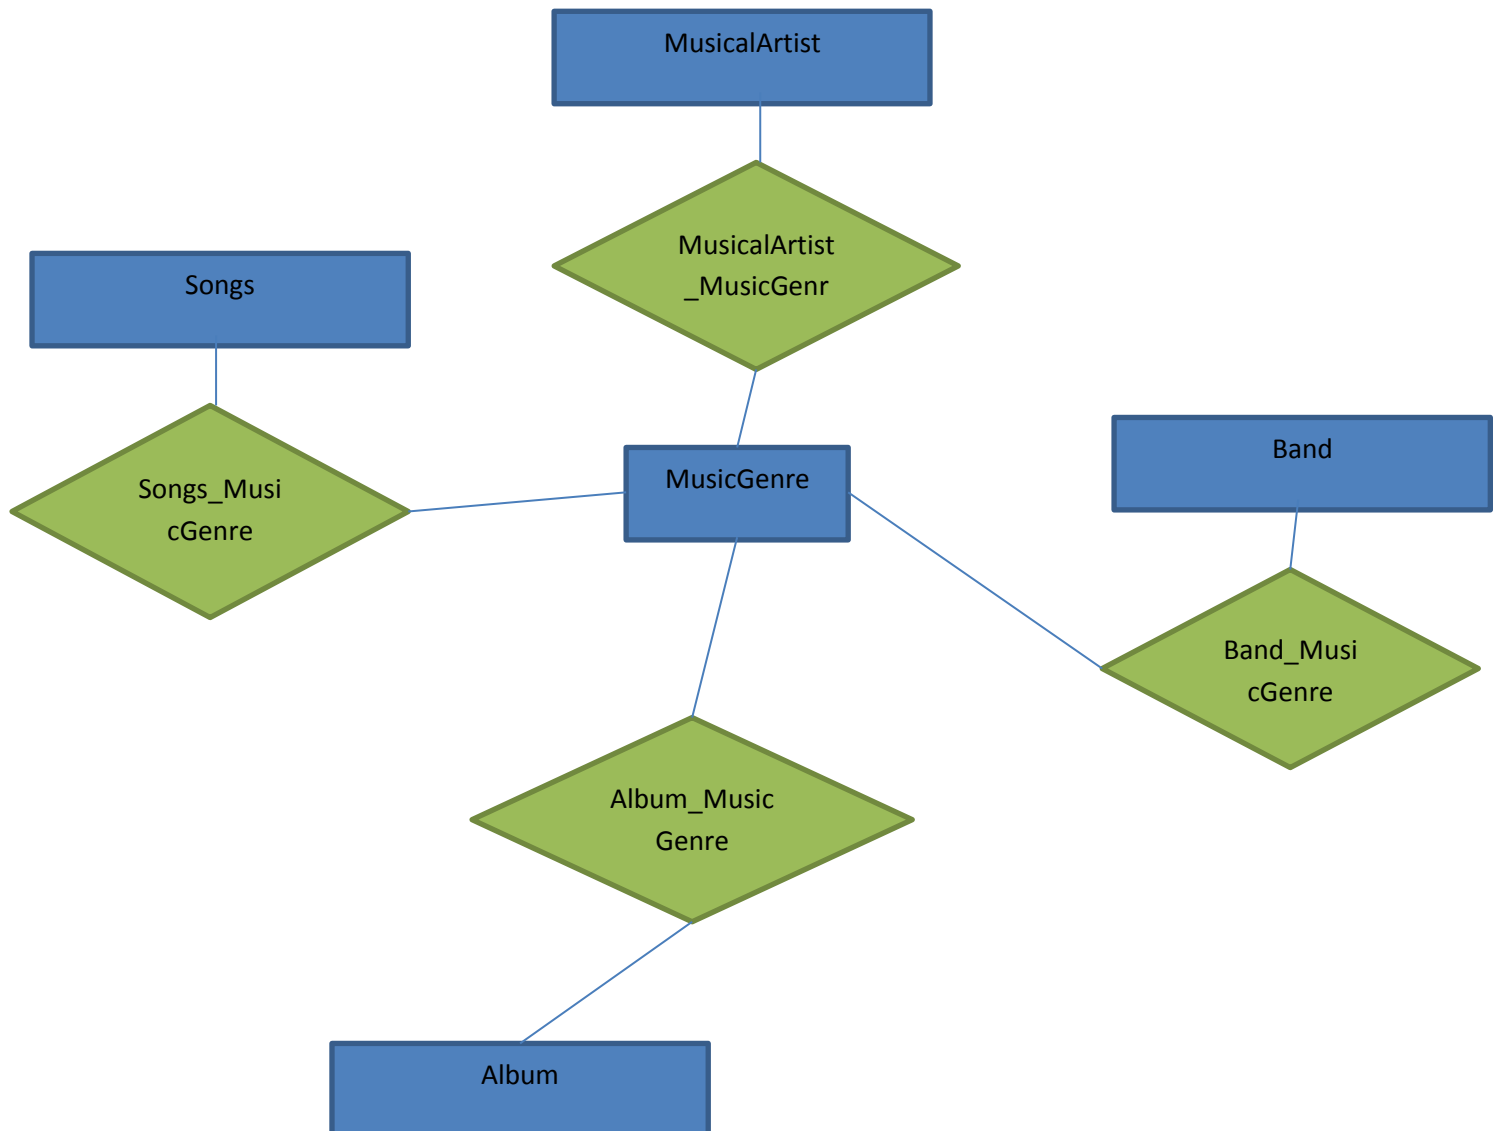 MusicalArtist
MusicalArtist
_MusicGenr
Songs
Songs_Musi
cGenre
MusicGenre
Band
Band_Musi
cGenre
Album_Music
Genre
Album